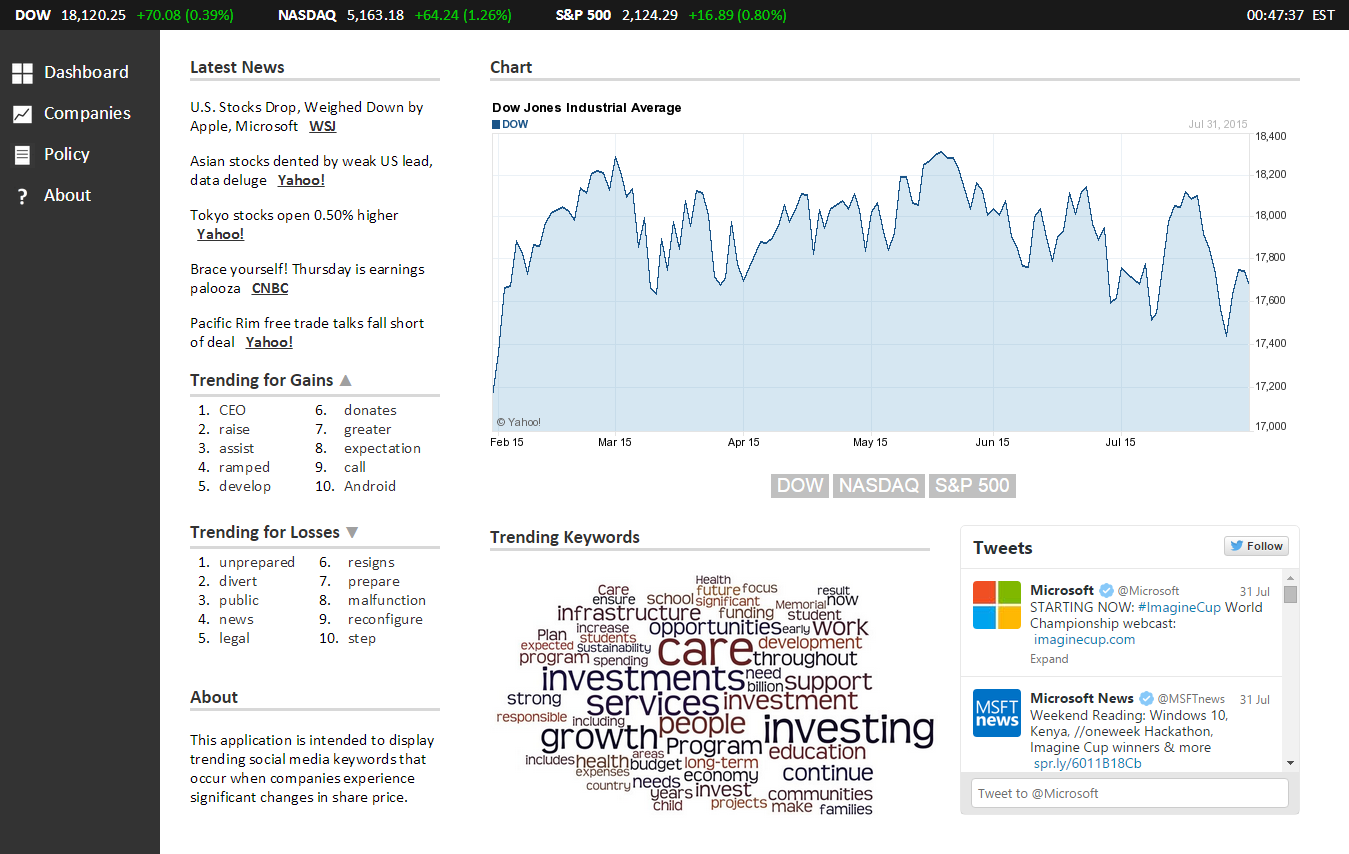 DOW 18,120.25 +70.08 (0.39%) NASDAQ 5,163.18 +64.24 (1.26%) S&P 500 2,124.29 +16.89 (0.80%) 00:47:37 EST
Dashboard
Companies
Policy
? About
Latest News
U.S. Stocks Drop, Weighed Down by
Apple, Microsoft WSJ
Asian stocks dented by weak US lead,
data deluge Yahoo!
Tokyo stocks open 0.50% higher
Yahoo!
Brace yourself! Thursday is earnings
palooza CNBC
Pacific Rim free trade talks fall short
of deal Yahoo!
Trending for Gains ▲
1. CEO 6. donates
2. raise 7. greater
3. assist 8. expectation
4. ramped 9. call
5. develop 10. Android
Trending for Losses ▼
1. unprepared 6. resigns
2. divert 7. prepare
3. public 8. malfunction
4. news 9. reconfigure
5. legal 10. step
About
This application is intended to display
trending social media keywords that
occur when companies experience
significant changes in share price.
Chart
Dow Jones Industrial Average
DOW Jul 31, 2015
18,400
18,200
18,000
17,800
17,600
17,400
17,200
17,000
© Yahoo!
Feb 15 Mar 15 Apr 15 May 15 Jun 15 Jul 15
DOW NASDAQ S&P 500
Trending Keywords
Health
Care future focus result
ensure school significant Memorial now
infrastructure funding student
Plan increase opportunities early work
expected students care development
program Sustainability throughout
spending need
investments billion support
strong services investment
responsible including people investing
growth Program education
includes health areas budget long-term
expenses needs economy continue
country years invest communities
child projects make families
Tweets Follow
Microsoft @Microsoft 31 Jul
STARTING NOW: #ImagineCup World
Championship webcast:
imaginecup.com
Expand
MSFT
news
Microsoft News @MSFTnews 31 Jul
Weekend Reading: Windows 10,
Kenya, //oneweek Hackathon,
Imagine Cup winners & more
spr.ly/6011B18Cb
Tweet to @Microsoft